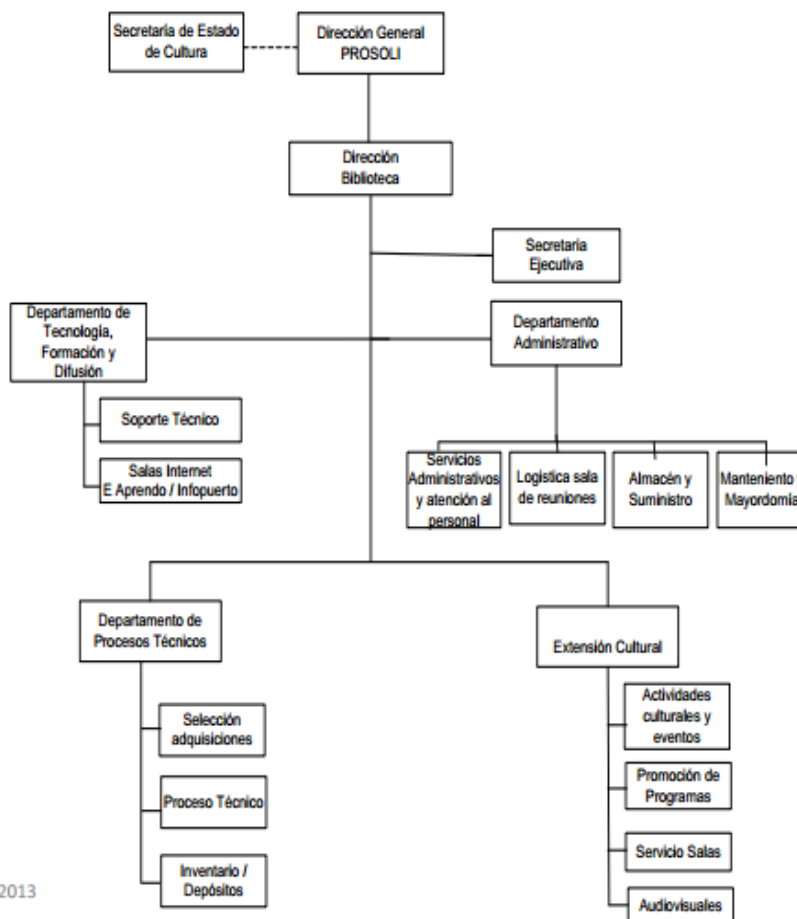 Secretaría de Estado
de Cultura
Dirección General
PROSOLI
Dirección
Biblioteca
Secretaria
Ejecutiva
Departamento de
Tecnología,
Formación y
Difusión
Departamento
Administrativo
Soporte Técnico
Salas Internet
E Aprendo / Infopuerto
Servicios
Administrativos
y atención al
personal
Logística sala
de reuniones
Almacén y
Suministro
Manteniento
Mayordomía
Departamento de
Procesos Técnicos
Extensión Cultural
Selección
adquisiciones
Proceso Técnico
Inventario /
Depósitos
Actividades
culturales y
eventos
Promoción de
Programas
Servicio Salas
Audiovisuales
2013